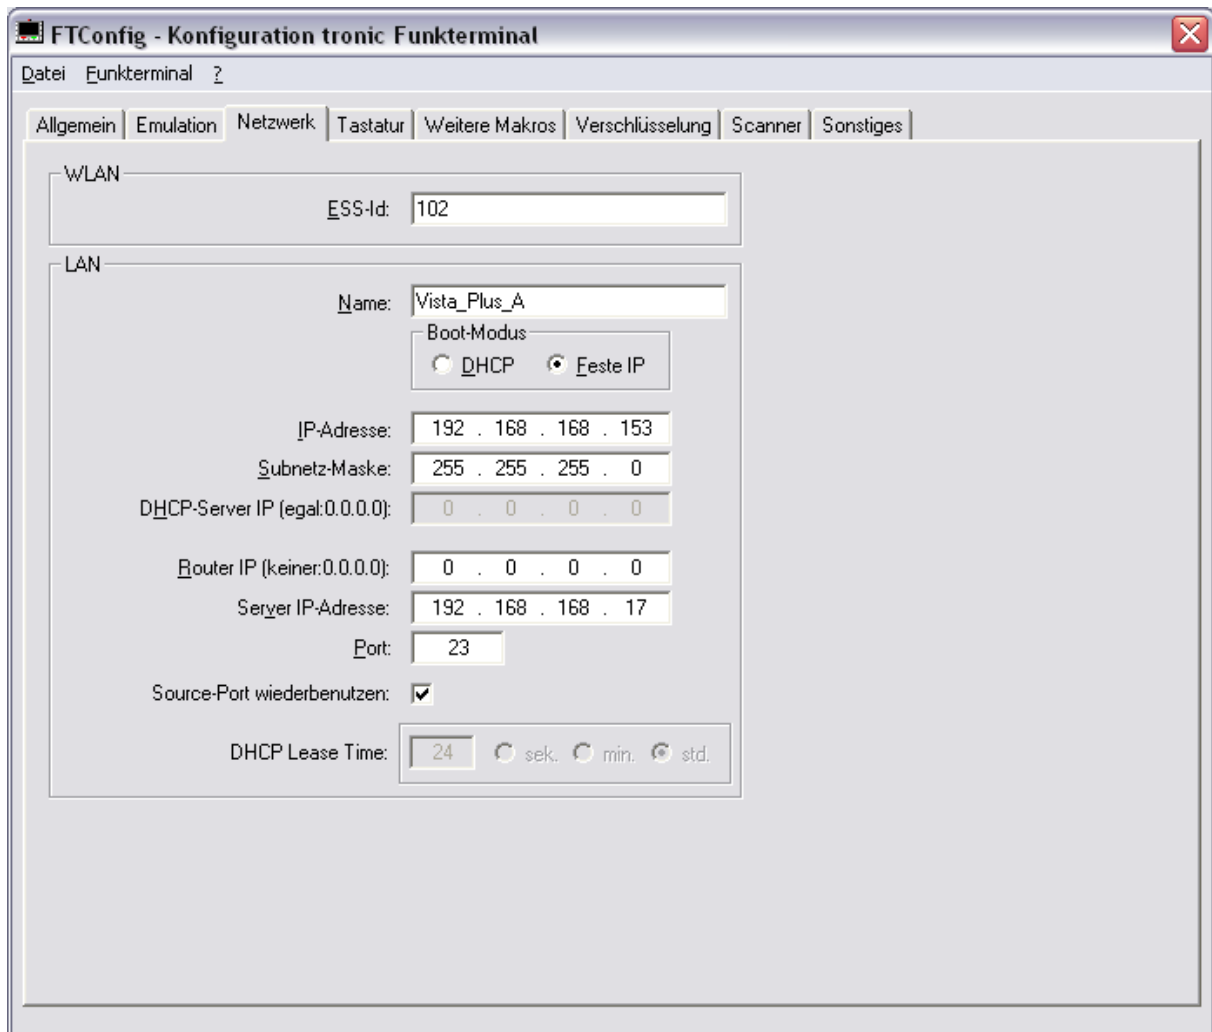 FTConfig - Konfiguration tronic Funkterminal
Datei Funkterminal ?
Allgemein Emulation Netzwerk Tastatur Weitere Makros Verschlüsselung Scanner Sonstiges
WLAN
ESS-Id: 102
LAN
Name: Vista_Plus_A
Boot-Modus
DHCP Feste IP
IP-Adresse: 192 . 168 . 168 . 153
Subnetz-Maske: 255 . 255 . 255 . 0
DHCP-Server IP (egal:0.0.0.0): 0 . 0 . 0 . 0
Router IP (keiner:0.0.0.0): 0 . 0 . 0 . 0
Server IP-Adresse: 192 . 168 . 168 . 17
Port: 23
Source-Port wiederbenutzen:
DHCP Lease Time: 24 sek. min. std.